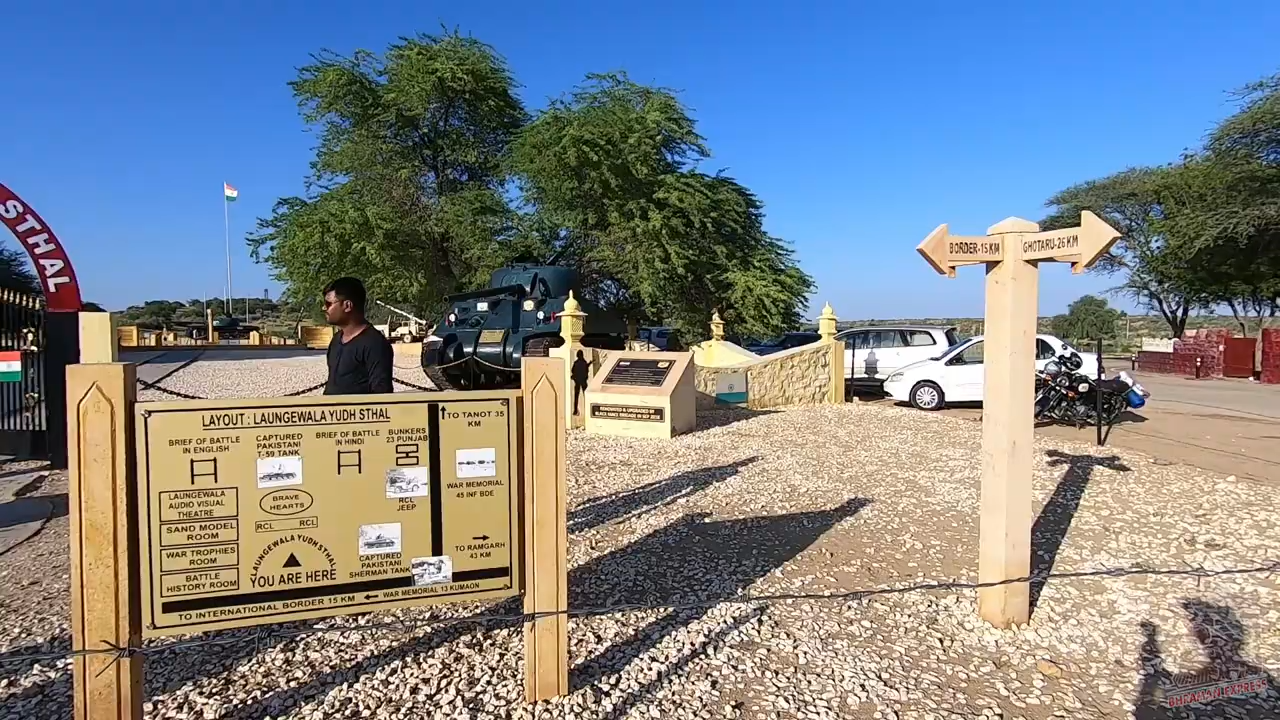 STHAL
BORDER-15 KM
GHOTARU-26 KM
LAYOUT : LAUNGEWALA YUDH STHAL
BRIEF OF BATTLE
IN ENGLISH
CAPTURED
PAKISTANI
T-59 TANK
BRIEF OF BATTLE
IN HINDI
BUNKERS
23 PUNJAB
TO TANOT 35
KM
LAUNGEWALA
AUDIO VISUAL
THEATRE
BRAVE
HEARTS
RCL
JEEP
WAR MEMORIAL
45 INF BDE
SAND MODEL
ROOM
RCL
RCL
WAR TROPHIES
ROOM
LAUNGEWALA YUDH STHAL
YOU ARE HERE
CAPTURED
PAKISTANI
SHERMAN TANK
TO RAMGARH
43 KM
BATTLE
HISTORY ROOM
TO INTERNATIONAL BORDER 15 KM
WAR MEMORIAL 13 KUMAON
BHRAMAN EXPRESS